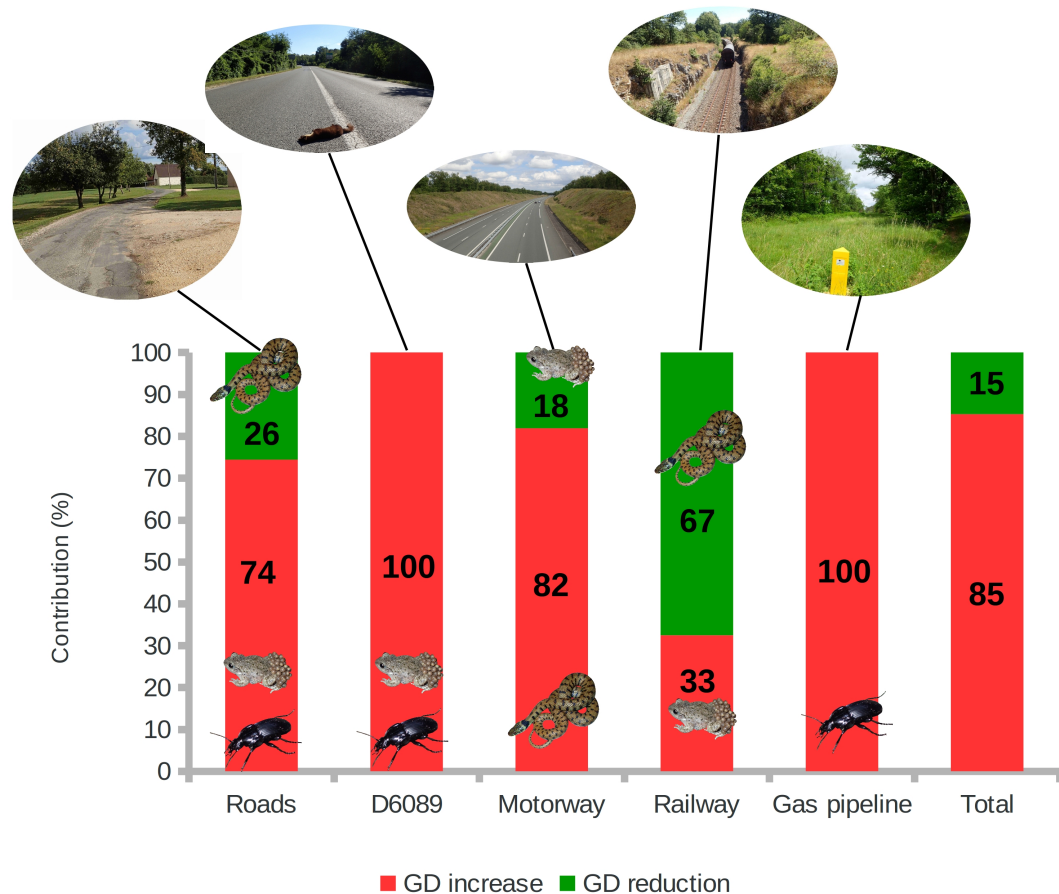 100
90
80
70
60
50
40
30
20
10
0
Contribution (%)
26
74
100
18
82
67
33
100
15
85
Roads
D6089
Motorway
Railway
Gas pipeline
Total
GD increase
GD reduction